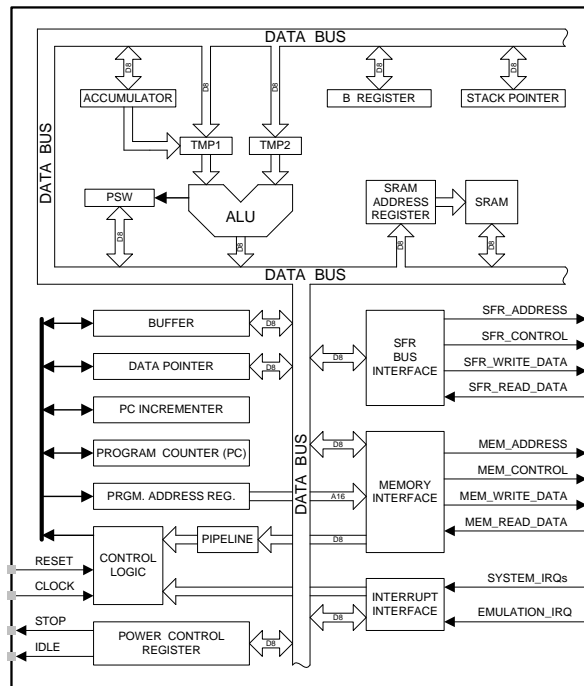 DATA BUS
D8
D8
D8
D8
D8
ACCUMULATOR
B REGISTER
STACK POINTER
DATA BUS
TMP1
TMP2
PSW
ALU
SRAM
ADDRESS
REGISTER
SRAM
D8
D8
D8
D8
DATA BUS
BUFFER
D8
DATA POINTER
D8
PC INCREMENTER
PROGRAM COUNTER (PC)
PRGM. ADDRESS REG.
A16
DATA BUS
D8
SFR
BUS
INTERFACE
SFR_ADDRESS
SFR_CONTROL
SFR_WRITE_DATA
SFR_READ_DATA
D8
MEMORY
INTERFACE
MEM_ADDRESS
MEM_CONTROL
MEM_WRITE_DATA
MEM_READ_DATA
RESET
CLOCK
CONTROL
LOGIC
PIPELINE
D8
INTERRUPT
INTERFACE
SYSTEM_IRQs
EMULATION_IRQ
D8
STOP
IDLE
POWER CONTROL
REGISTER
D8